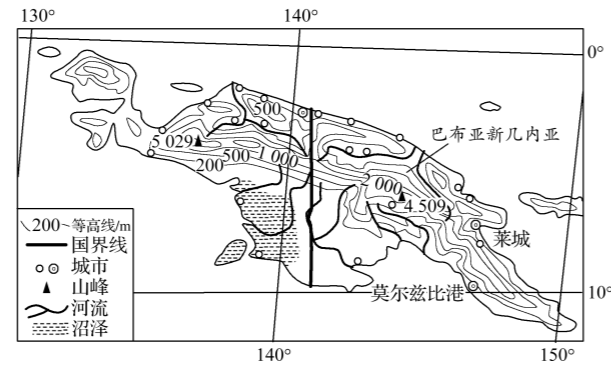 130° 140°
0°
500
巴布亚新几内亚
5 029
200 500 1 000
2 000
4 509
莱城
200 等高线/m
国界线
城市
山峰
河流
沼泽
莫尔兹比港
10°
140° 150°